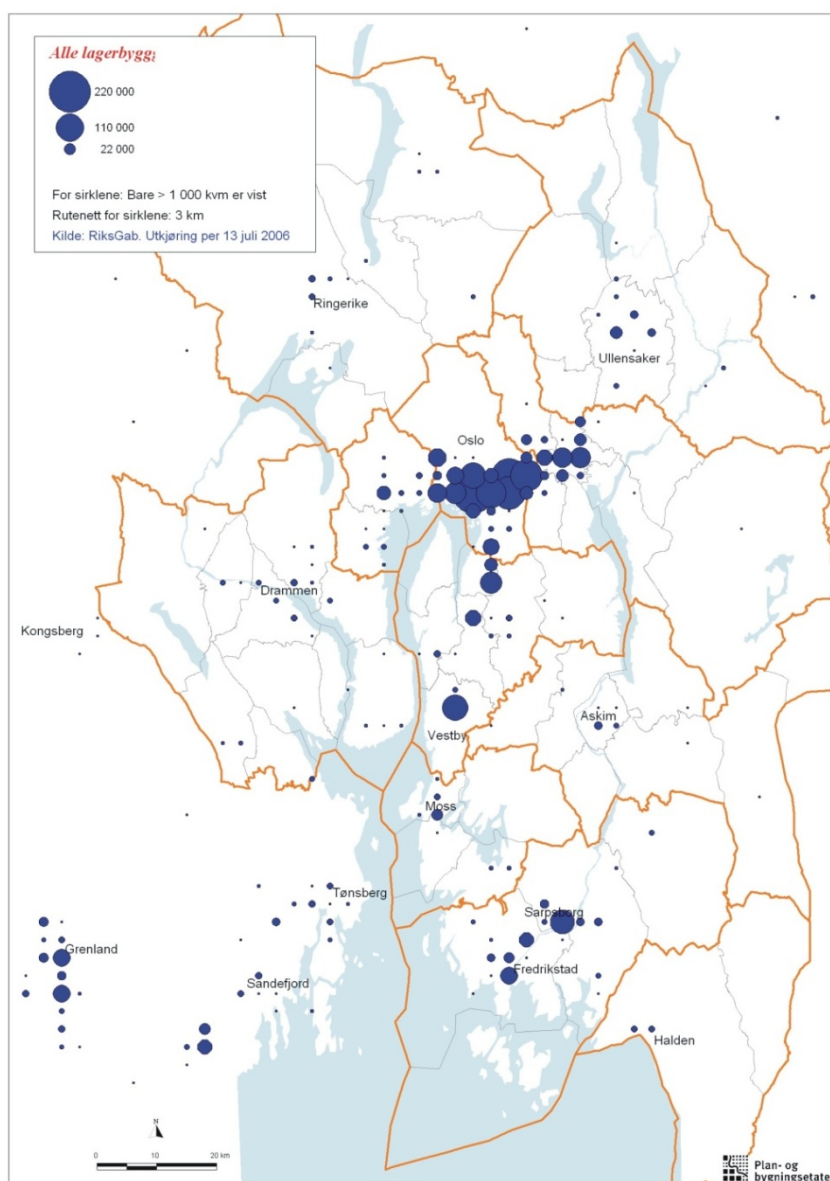 Alle lagerbygg
220 000
110 000
22 000
For sirklene: Bare > 1 000 kvm er vist
Rutenett for sirklene: 3 km
Kilde: RiksGab. Utkjøring per 13 juli 2006
Ringerike
Ullensaker
Oslo
Drammen
Kongsberg
Askim
Vestby
Moss
Tønsberg
Sarpsborg
Grenland
Fredrikstad
Sandefjord
Halden
N
0 10 20 km
Plan- og
bygningsetate